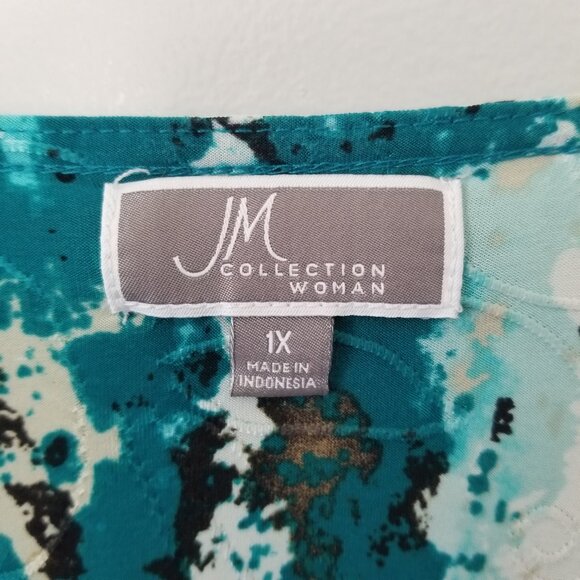 JM
COLLECTION
WOMAN
1X
MADE IN
INDONESIA